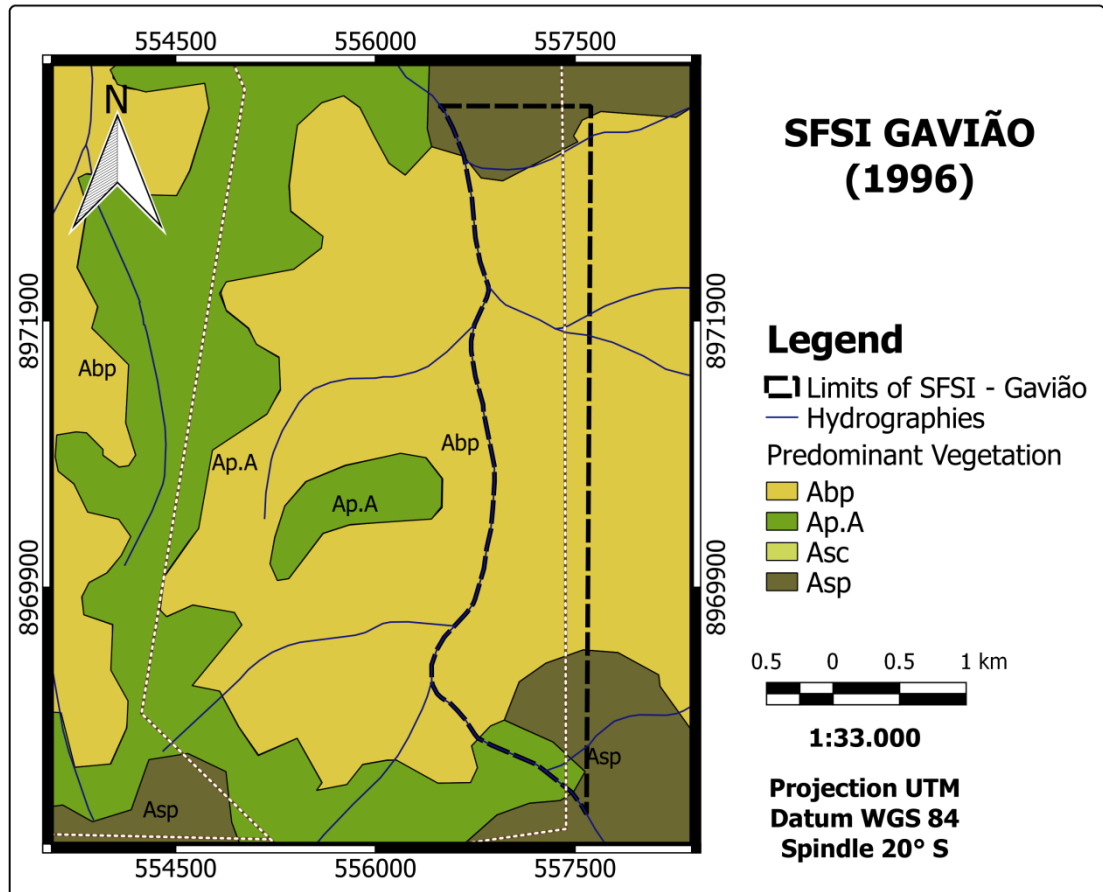 554500 556000 557500
N
SFSI GAVIÃO
(1996)
8971900
8971900
Abp
Abp
Ap.A
Ap.A
8969900
8969900
Asp
Asp
554500 556000 557500
Legend
Limits of SFSI - Gavião
Hydrographies
Predominant Vegetation
Abp
Ap.A
Asc
Asp
0.5 0 0.5 1 km
1:33.000
Projection UTM
Datum WGS 84
Spindle 20° S